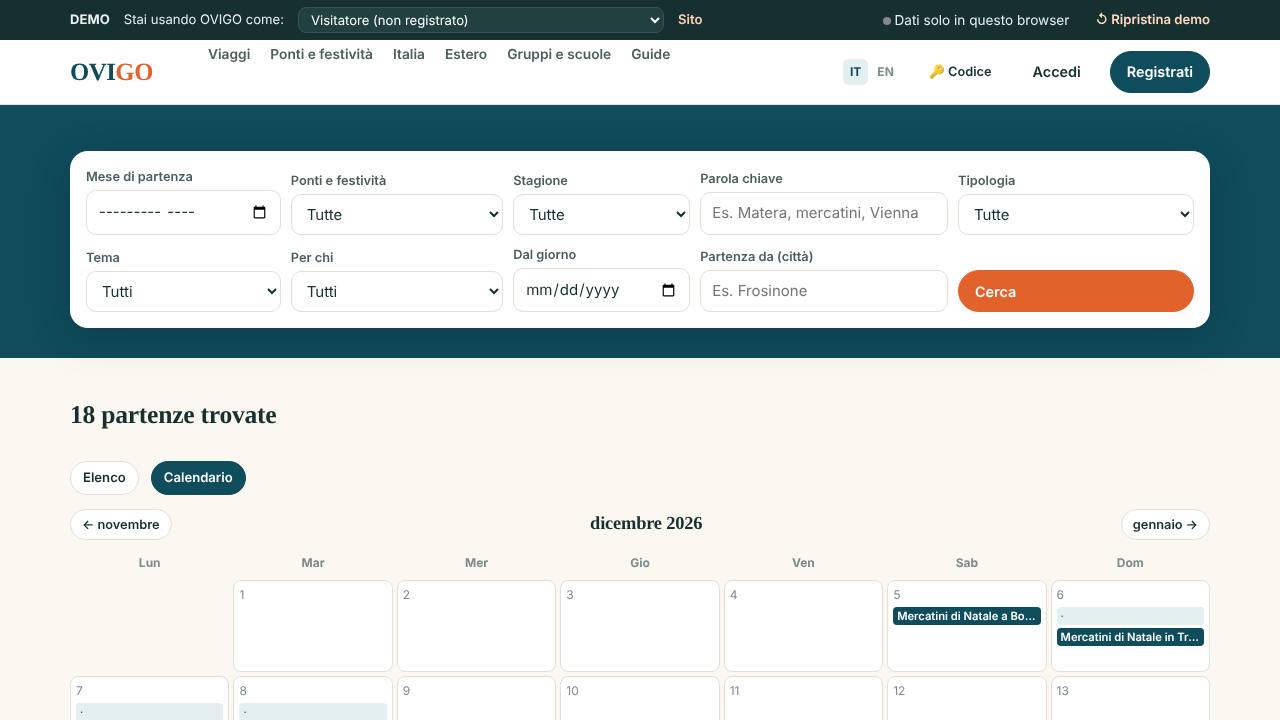 DEMO Stai usando OVIGO come: Visitatore (non registrato) Sito Dati solo in questo browser ↺ Ripristina demo
OVIGO Viaggi Ponti e festività Italia Estero Gruppi e scuole Guide IT EN 🔑 Codice Accedi Registrati
Mese di partenza Ponti e festività Stagione Parola chiave Tipologia
--------- ---- Tutte Tutte Es. Matera, mercatini, Vienna Tutte
Tema Per chi Dal giorno Partenza da (città)
Tutti Tutti mm/dd/yyyy Es. Frosinone Cerca
18 partenze trovate
Elenco Calendario
← novembre dicembre 2026 gennaio →
Lun Mar Mer Gio Ven Sab Dom
1 2 3 4 5 6
Mercatini di Natale a Bo... ·
Mercatini di Natale in Tr...
7 8 9 10 11 12 13
· ·